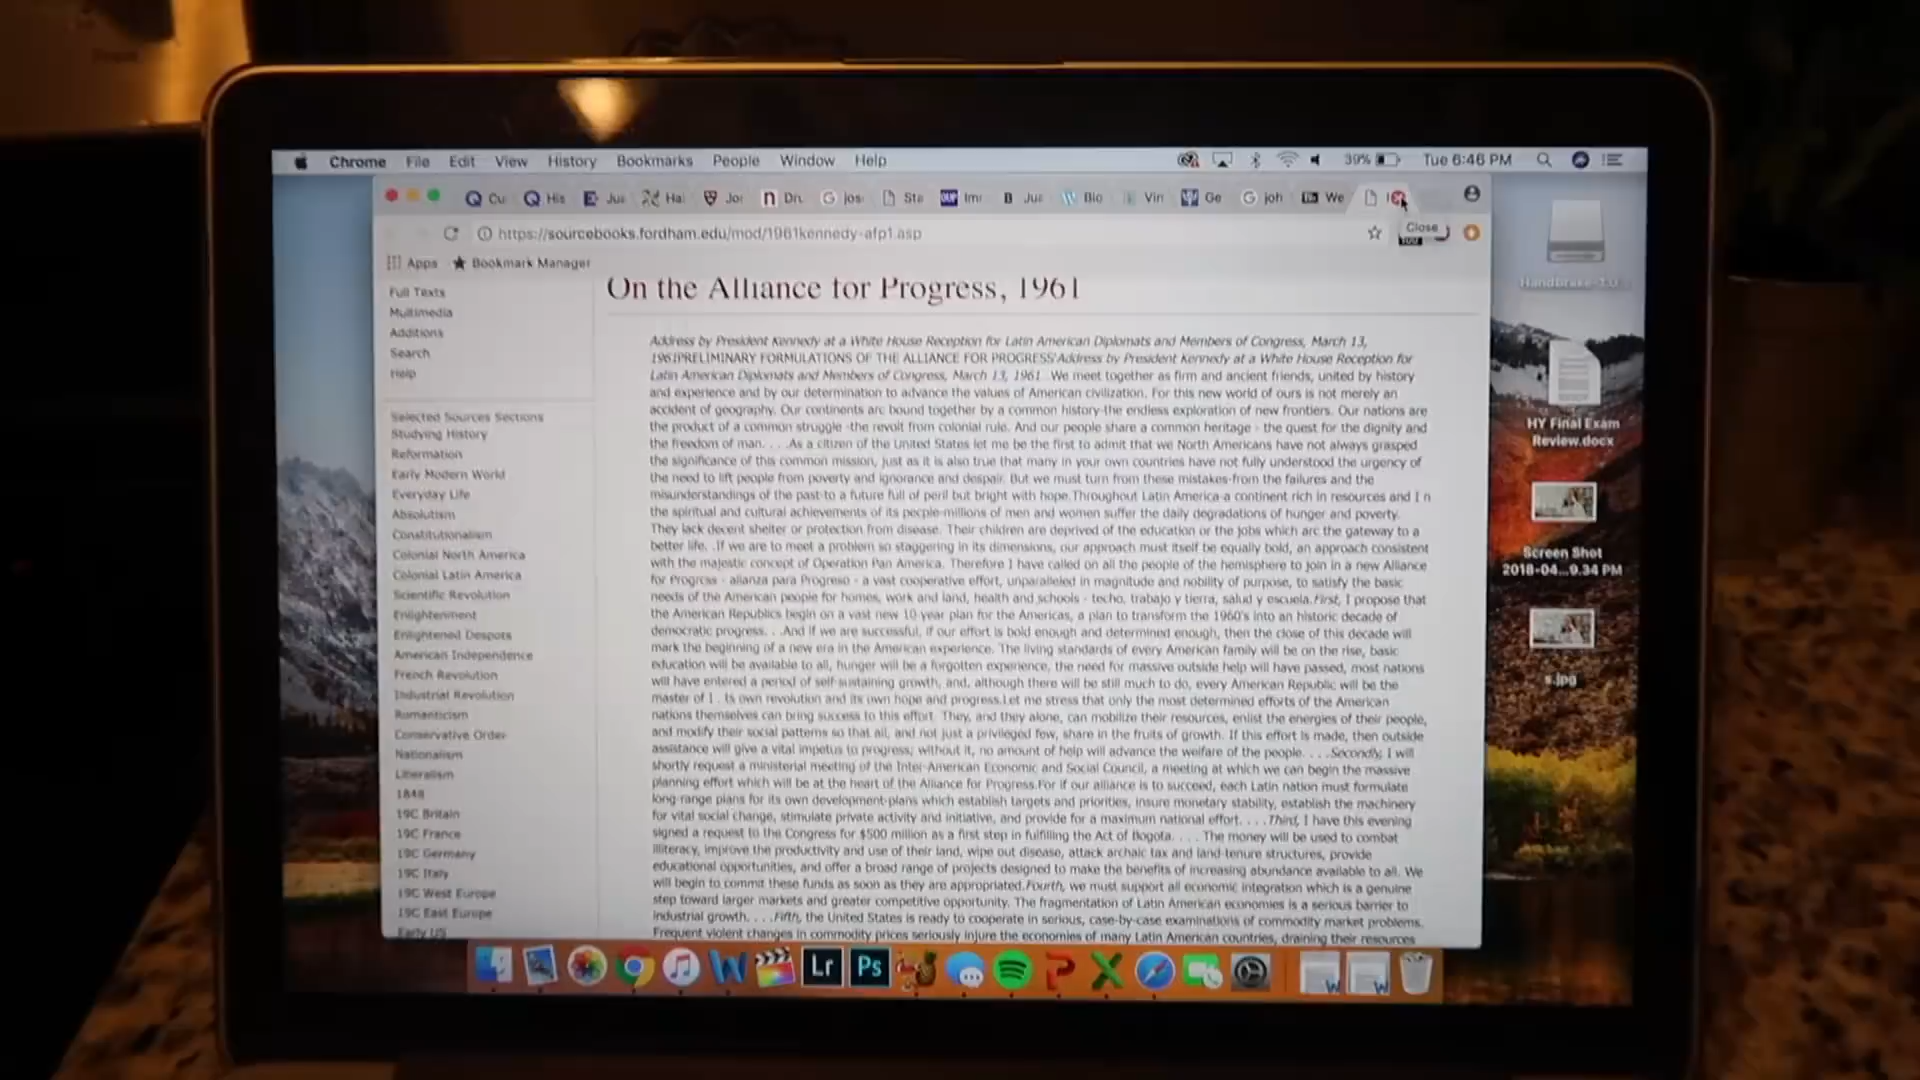 Chrome File Edit View History Bookmarks People Window Help
39% Tue 6:46 PM
Cu His Jus Hai Jor n Dru G jos Sta OUP Imr B Jus Bio Vin Ge G joh We
https://sourcebooks.fordham.edu/mod/1961kennedy-afp1.asp
Close
Apps Bookmark Manager
Full Texts
Multimedia
Additions
Search
Help
Selected Sources Sections
Studying History
Reformation
Early Modern World
Everyday Life
Absolutism
Constitutionalism
Colonial North America
Colonial Latin America
Scientific Revolution
Enlightenment
Enlightened Despots
American Independence
French Revolution
Industrial Revolution
Romanticism
Conservative Order
Nationalism
Liberalism
1848
19C Britain
19C France
19C Germany
19C Italy
19C West Europe
19C East Europe
Early US
On the Alliance for Progress, 1961
Address by President Kennedy at a White House Reception for Latin American Diplomats and Members of Congress, March 13,
1961PRELIMINARY FORMULATIONS OF THE ALLIANCE FOR PROGRESS'Address by President Kennedy at a White House Reception for
Latin American Diplomats and Members of Congress, March 13, 1961. We meet together as firm and ancient friends, united by history
and experience and by our determination to advance the values of American civilization. For this new world of ours is not merely an
accident of geography. Our continents are bound together by a common history-the endless exploration of new frontiers. Our nations are
the product of a common struggle -the revolt from colonial rule. And our people share a common heritage - the quest for the dignity and
the freedom of man. . . .As a citizen of the United States let me be the first to admit that we North Americans have not always grasped
the significance of this common mission, just as it is also true that many in your own countries have not fully understood the urgency of
the need to lift people from poverty and ignorance and despair. But we must turn from these mistakes-from the failures and the
misunderstandings of the past-to a future full of peril but bright with hope.Throughout Latin America-a continent rich in resources and I n
the spiritual and cultural achievements of its people-millions of men and women suffer the daily degradations of hunger and poverty.
They lack decent shelter or protection from disease. Their children are deprived of the education or the jobs which arc the gateway to a
better life. .If we are to meet a problem so staggering in its dimensions, our approach must itself be equally bold, an approach consistent
with the majestic concept of Operation Pan America. Therefore I have called on all the people of the hemisphere to join in a new Alliance
for Progress - alianza para Progreso - a vast cooperative effort, unparalleled in magnitude and nobility of purpose, to satisfy the basic
needs of the American people for homes, work and land, health and schools - techo, trabajo y tierra, salud y escuela.First, I propose that
the American Republics begin on a vast new 10-year plan for the Americas, a plan to transform the 1960's into an historic decade of
democratic progress. . .And if we are successful, if our effort is bold enough and determined enough, then the close of this decade will
mark the beginning of a new era in the American experience. The living standards of every American family will be on the rise, basic
education will be available to all, hunger will be a forgotten experience, the need for massive outside help will have passed, most nations
will have entered a period of self-sustaining growth, and, although there will be still much to do, every American Republic will be the
master of I . ts own revolution and its own hope and progress.Let me stress that only the most determined efforts of the American
nations themselves can bring success to this effort. They, and they alone, can mobilize their resources, enlist the energies of their people,
and modify their social patterns so that all, and not just a privileged few, share in the fruits of growth. If this effort is made, then outside
assistance will give a vital impetus to progress; without it, no amount of help will advance the welfare of the people. . . .Secondly, I will
shortly request a ministerial meeting of the Inter-American Economic and Social Council, a meeting at which we can begin the massive
planning effort which will be at the heart of the Alliance for Progress.For if our alliance is to succeed, each Latin nation must formulate
long-range plans for its own development-plans which establish targets and priorities, insure monetary stability, establish the machinery
for vital social change, stimulate private activity and initiative, and provide for a maximum national effort. . . .Third, I have this evening
signed a request to the Congress for $500 million as a first step in fulfilling the Act of Bogota. . . . The money will be used to combat
illiteracy, improve the productivity and use of their land, wipe out disease, attack archaic tax and land-tenure structures, provide
educational opportunities, and offer a broad range of projects designed to make the benefits of increasing abundance available to all. We
will begin to commit these funds as soon as they are appropriated.Fourth, we must support all economic integration which is a genuine
step toward larger markets and greater competitive opportunity. The fragmentation of Latin American economies is a serious barrier to
industrial growth. . . .Fifth, the United States is ready to cooperate in serious, case-by-case examinations of commodity market problems.
Frequent violent changes in commodity prices seriously injure the economies of many Latin American countries, draining their resources
HY Final Exam
Review.docx
Screen Shot
2018-04...9.34 PM
s.jpg
Lr Ps